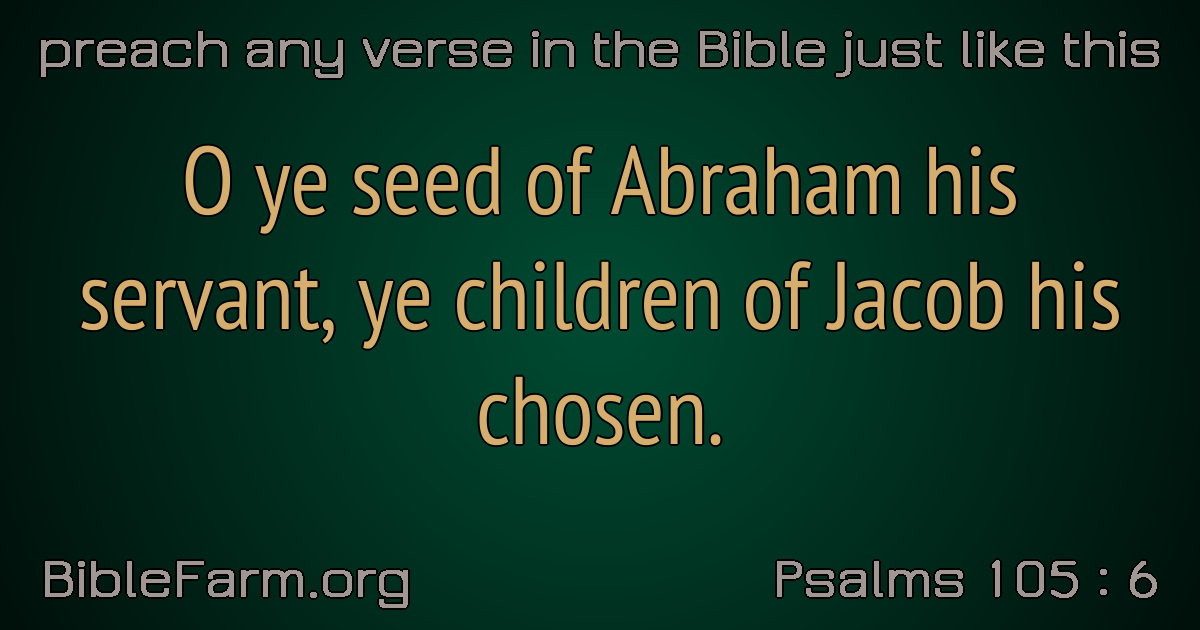 preach any verse in the Bible just like this
O ye seed of Abraham his
servant, ye children of Jacob his
chosen.
BibleFarm.org
Psalms 105 : 6